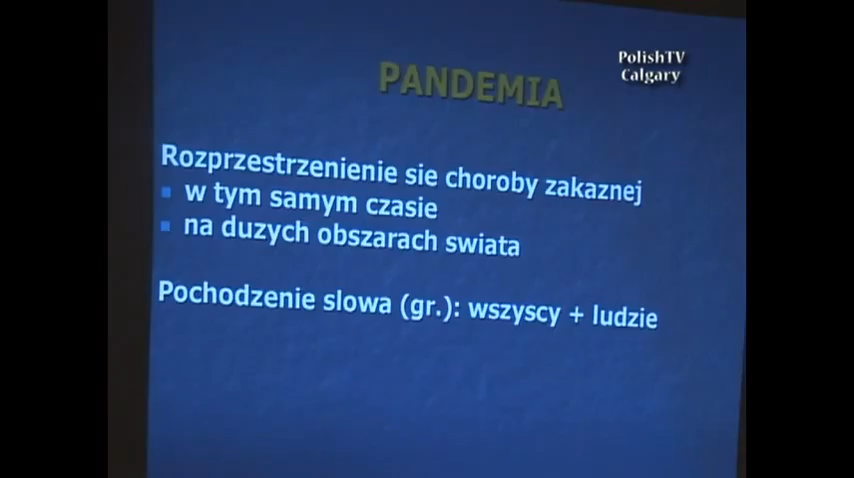 PolishTV
Calgary
PANDEMIA
Rozprzestrzenienie sie choroby zakaznej
w tym samym czasie
na duzych obszarach swiata
Pochodzenie slowa (gr.): wszyscy + ludzie